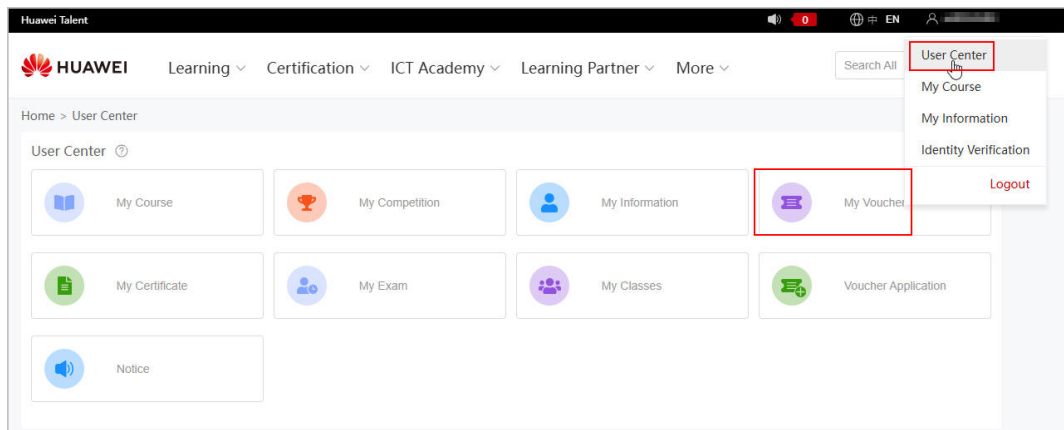 Huawei Talent 0 中 EN
HUAWEI Learning Certification ICT Academy Learning Partner More Search All
User Center
My Course
My Information
Identity Verification
Logout
Home > User Center
User Center ?
My Course My Competition My Information My Voucher
My Certificate My Exam My Classes Voucher Application
Notice